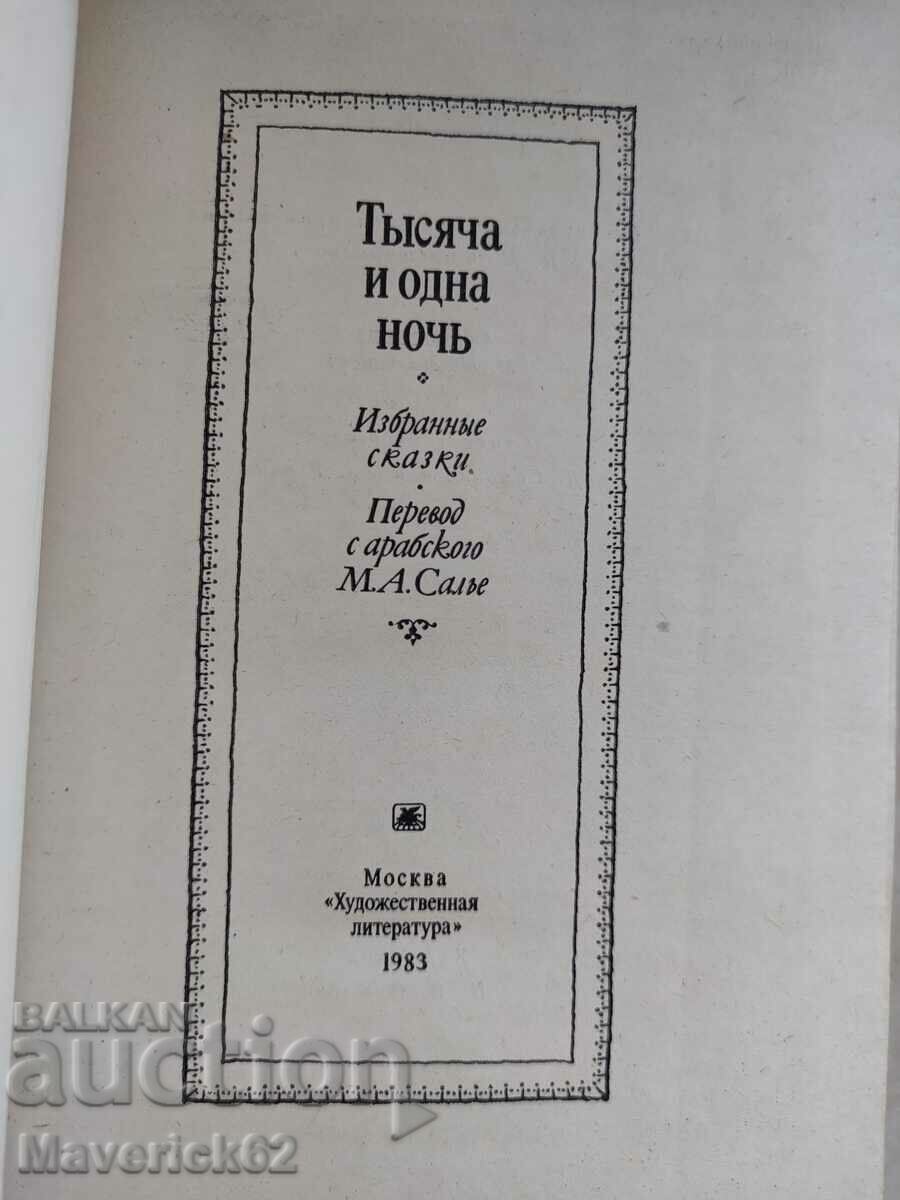 Тысяча
и одна
ночь
Избранные
сказки
Перевод
с арабского
М.А.Салье
Москва
«Художественная
литература»
1983
BALKAN
auction
Maverick62